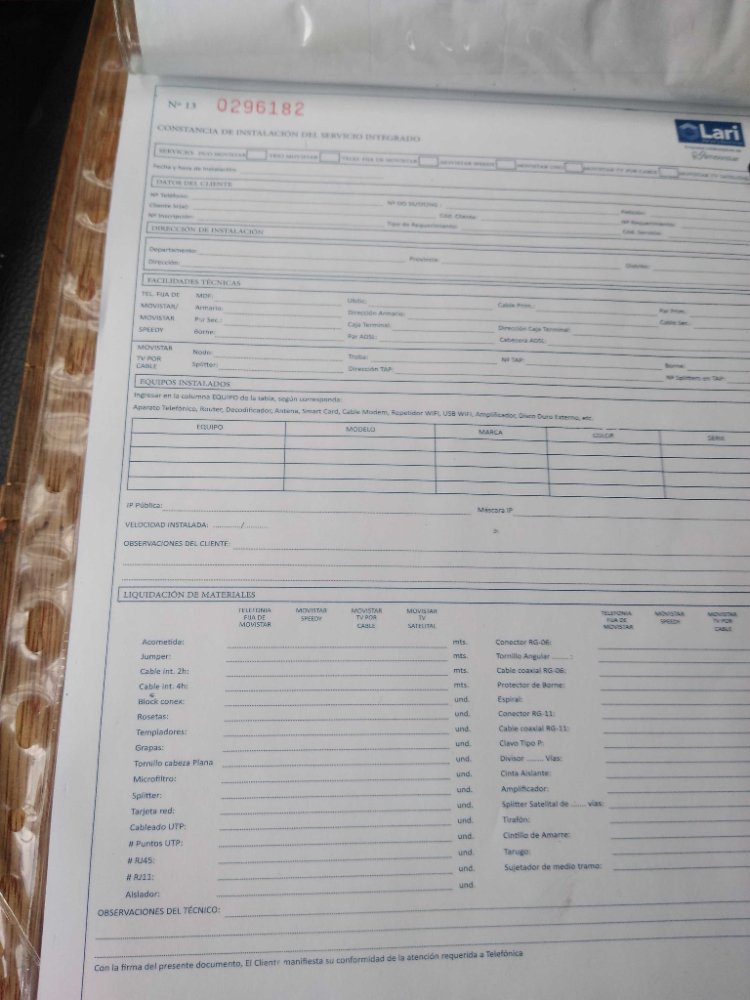 Nº 13 0296182
Lari
CONSTANCIA DE INSTALACIÓN DEL SERVICIO INTEGRADO
Movistar
SERVICIOS DUO MOVISTAR TRIO MOVISTAR TELEF. FIJA DE MOVISTAR MOVISTAR SPEEDY MOVISTAR UNO MOVISTAR TV POR CABLE MOVISTAR TV SATELITAL
Fecha y hora de Instalación:
DATOS DEL CLIENTE
Nº Teléfono: Petición:
Cliente Sr(a): Cód. Cliente: Nº Requerimiento:
Nº Inscripción: Tipo de Requerimiento: Cód. Servicio:
DIRECCIÓN DE INSTALACIÓN
Departamento: Provincia: Distrito:
Dirección:
FACILIDADES TÉCNICAS
TEL. FIJA DE MDF: Ubtic: Cable Prim.: Par Prim.:
MOVISTAR/ Armario: Dirección Armario: Cable Sec.:
MOVISTAR Par Sec.: Caja Terminal: Dirección Caja Terminal:
SPEEDY Borne: Par ADSL: Cabecera ADSL:
MOVISTAR Nodo: Troba: Nº TAP: Borne:
TV POR Splitter: Dirección TAP: Nº Splitters en TAP:
CABLE
EQUIPOS INSTALADOS
Ingresar en la columna EQUIPO de la tabla, según corresponda:
Aparato Telefónico, Router, Decodificador, Antena, Smart Card, Cable Modem, Repetidor WIFI, USB WIFI, Amplificador, Disco Duro Externo, etc.
EQUIPO MODELO MARCA COLOR SERIE
IP Pública: Máscara IP
VELOCIDAD INSTALADA: ........../..........
OBSERVACIONES DEL CLIENTE:
LIQUIDACIÓN DE MATERIALES
TELEFONIA FIJA DE MOVISTAR MOVISTAR SPEEDY MOVISTAR TV POR CABLE MOVISTAR TV SATELITAL TELEFONIA FIJA DE MOVISTAR MOVISTAR SPEEDY MOVISTAR TV POR CABLE
Acometida: mts. Conector RG-06:
Jumper: mts. Tornillo Angular ........:
Cable int. 2h: mts. Cable coaxial RG-06:
Cable int. 4h: mts. Protector de Borne:
Block conex: und. Espiral:
Rosetas: und. Conector RG-11:
Templadores: und. Cable coaxial RG-11:
Grapas: und. Clavo Tipo P:
Tornillo cabeza Plana und. Divisor ........ Vías:
Microfiltro: und. Cinta Aislante:
Splitter: und. Amplificador:
Tarjeta red: und. Splitter Satelital de ...... vías:
Cableado UTP: und. Tirafón:
# Puntos UTP: und. Cintillo de Amarre:
# RJ45: und. Tarugo:
# RJ11: und. Sujetador de medio tramo:
Aislador: und.
OBSERVACIONES DEL TÉCNICO:
Con la firma del presente documento, El Cliente manifiesta su conformidad de la atención requerida a Telefónica